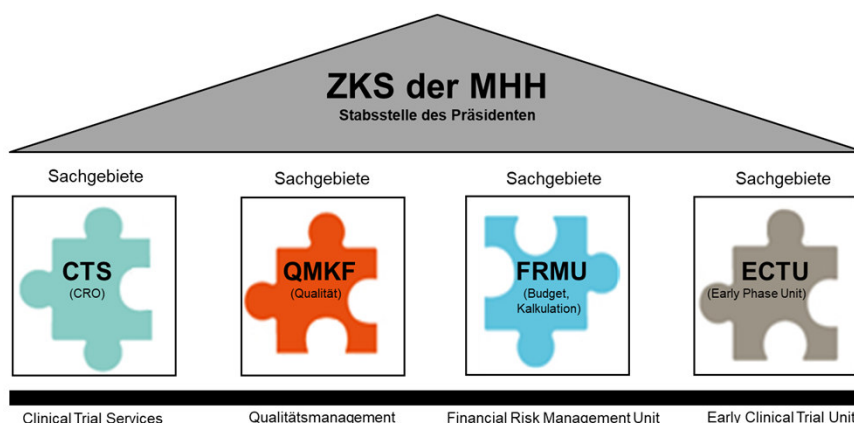 ZKS der MHH
Stabsstelle des Präsidenten
Sachgebiete
Sachgebiete
Sachgebiete
Sachgebiete
CTS
(CRO)
QMKF
(Qualität)
FRMU
(Budget,
Kalkulation)
ECTU
(Early Phase Unit)
Clinical Trial Services
Qualitätsmanagement
Financial Risk Management Unit
Early Clinical Trial Unit